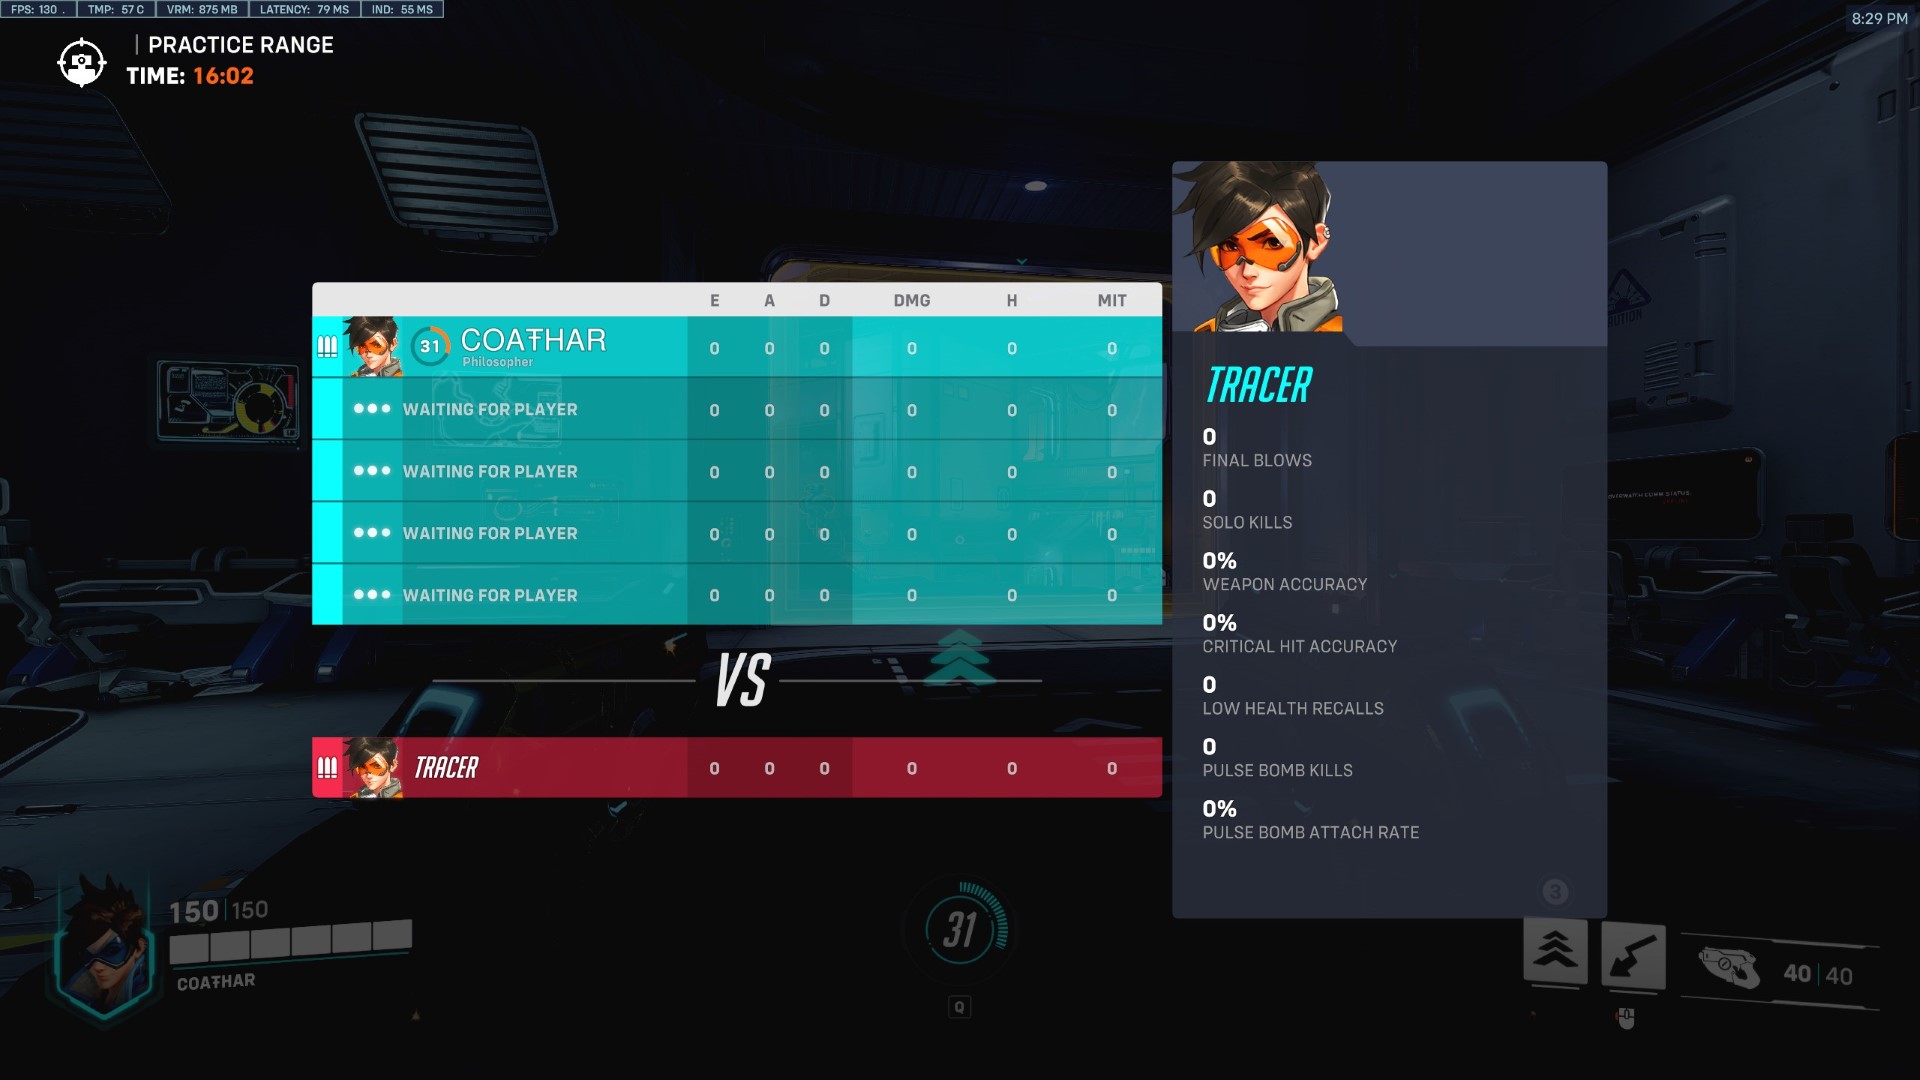 FPS: 130 . TMP: 57 C VRM: 875 MB LATENCY: 79 MS IND: 55 MS
8:29 PM
| PRACTICE RANGE
TIME: 16:02
E A D DMG H MIT
31 COAŦHAR 0 0 0 0 0 0
Philosopher
WAITING FOR PLAYER 0 0 0 0 0 0
WAITING FOR PLAYER 0 0 0 0 0 0
WAITING FOR PLAYER 0 0 0 0 0 0
WAITING FOR PLAYER 0 0 0 0 0 0
VS
TRACER 0 0 0 0 0 0
TRACER
0
FINAL BLOWS
0
SOLO KILLS
0%
WEAPON ACCURACY
0%
CRITICAL HIT ACCURACY
0
LOW HEALTH RECALLS
0
PULSE BOMB KILLS
0%
PULSE BOMB ATTACH RATE
3
150 | 150
COAŦHAR
31
Q
40 | 40